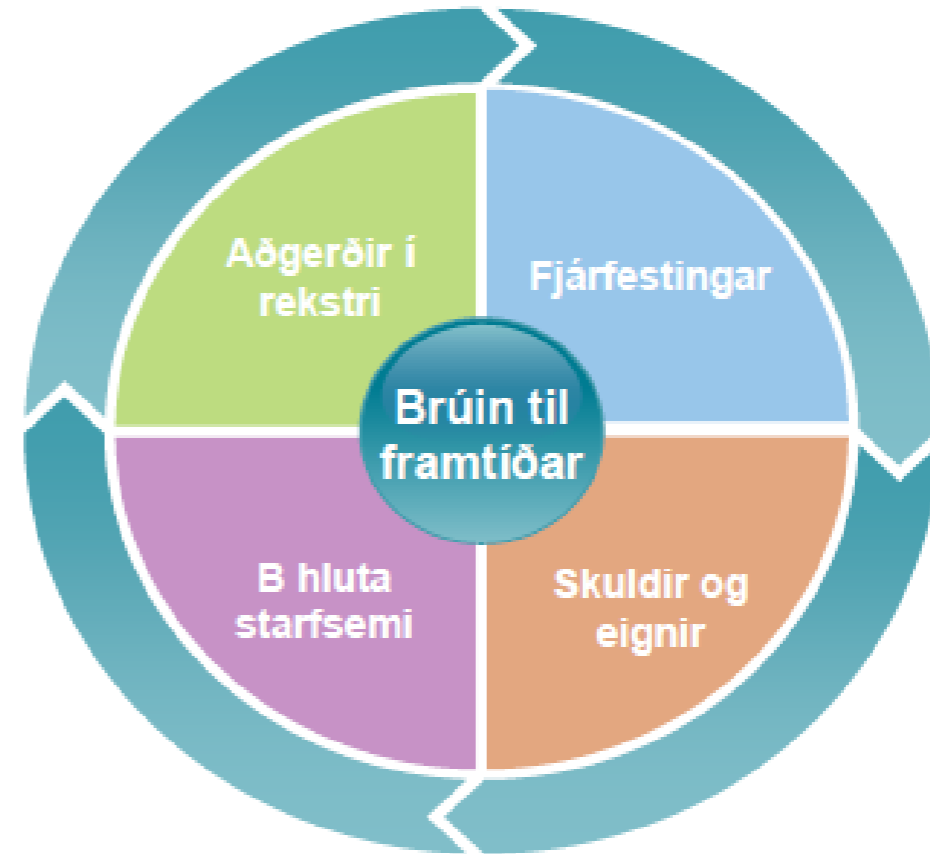 Aðgerðir í
rekstri
Fjárfestingar
Brúin til
framtíðar
B hluta
starfsemi
Skuldir og
eignir